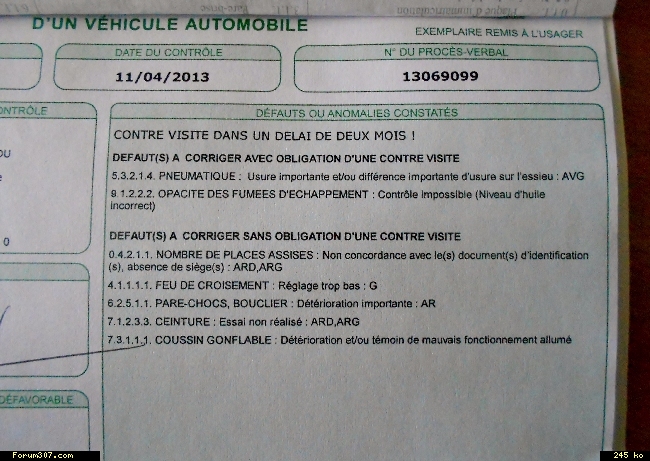 D'UN VÉHICULE AUTOMOBILE
EXEMPLAIRE REMIS À L'USAGER
DATE DU CONTRÔLE
N° DU PROCÈS-VERBAL
11/04/2013
13069099
ONTRÔLE
DÉFAUTS OU ANOMALIES CONSTATÉS
CONTRE VISITE DANS UN DELAI DE DEUX MOIS !
DEFAUT(S) A CORRIGER AVEC OBLIGATION D'UNE CONTRE VISITE
5.3.2.1.4. PNEUMATIQUE : Usure importante et/ou différence importante d'usure sur l'essieu : AVG
9.1.2.2.2. OPACITE DES FUMEES D'ECHAPPEMENT : Contrôle impossible (Niveau d'huile
incorrect)
DEFAUT(S) A CORRIGER SANS OBLIGATION D'UNE CONTRE VISITE
0.4.2.1.1. NOMBRE DE PLACES ASSISES : Non concordance avec le(s) document(s) d'identification
(s), absence de siège(s) : ARD,ARG
4.1.1.1.1. FEU DE CROISEMENT : Réglage trop bas : G
6.2.5.1.1. PARE-CHOCS, BOUCLIER : Détérioration importante : AR
7.1.2.3.3. CEINTURE : Essai non réalisé : ARD,ARG
7.3.1.1.1. COUSSIN GONFLABLE : Détérioration et/ou témoin de mauvais fonctionnement allumé
0
DÉFAVORABLE
Forum307.com
245 ko